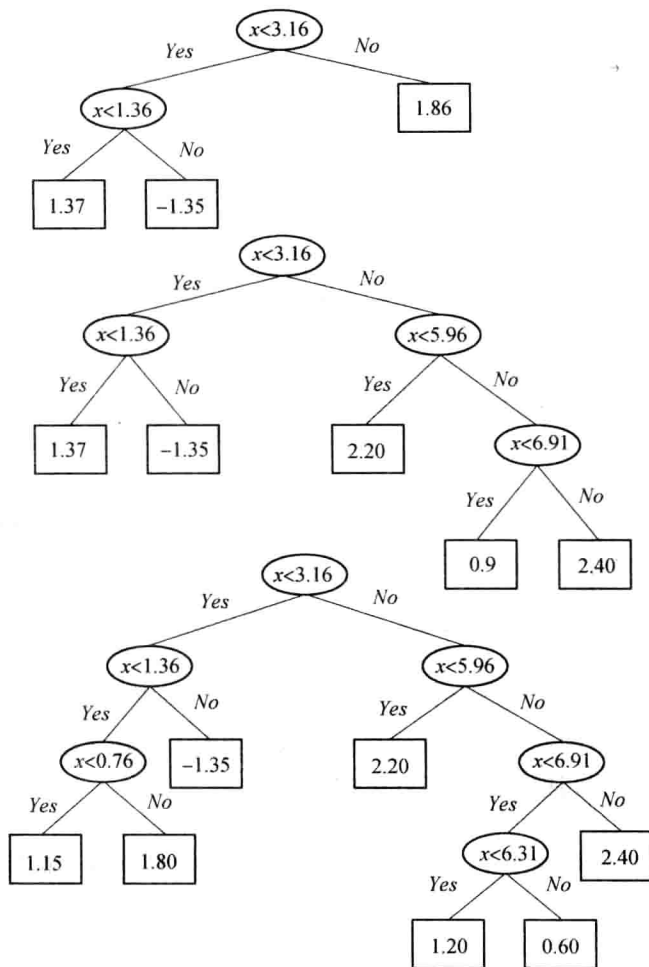 x<3.16
Yes No
x<1.36 1.86
Yes No
1.37 −1.35
x<3.16
Yes No
x<1.36 x<5.96
Yes No Yes No
1.37 −1.35 2.20 x<6.91
Yes No
0.9 2.40
x<3.16
Yes No
x<1.36 x<5.96
Yes No Yes No
x<0.76 −1.35 2.20 x<6.91
Yes No Yes No
1.15 1.80 x<6.31 2.40
Yes No
1.20 0.60